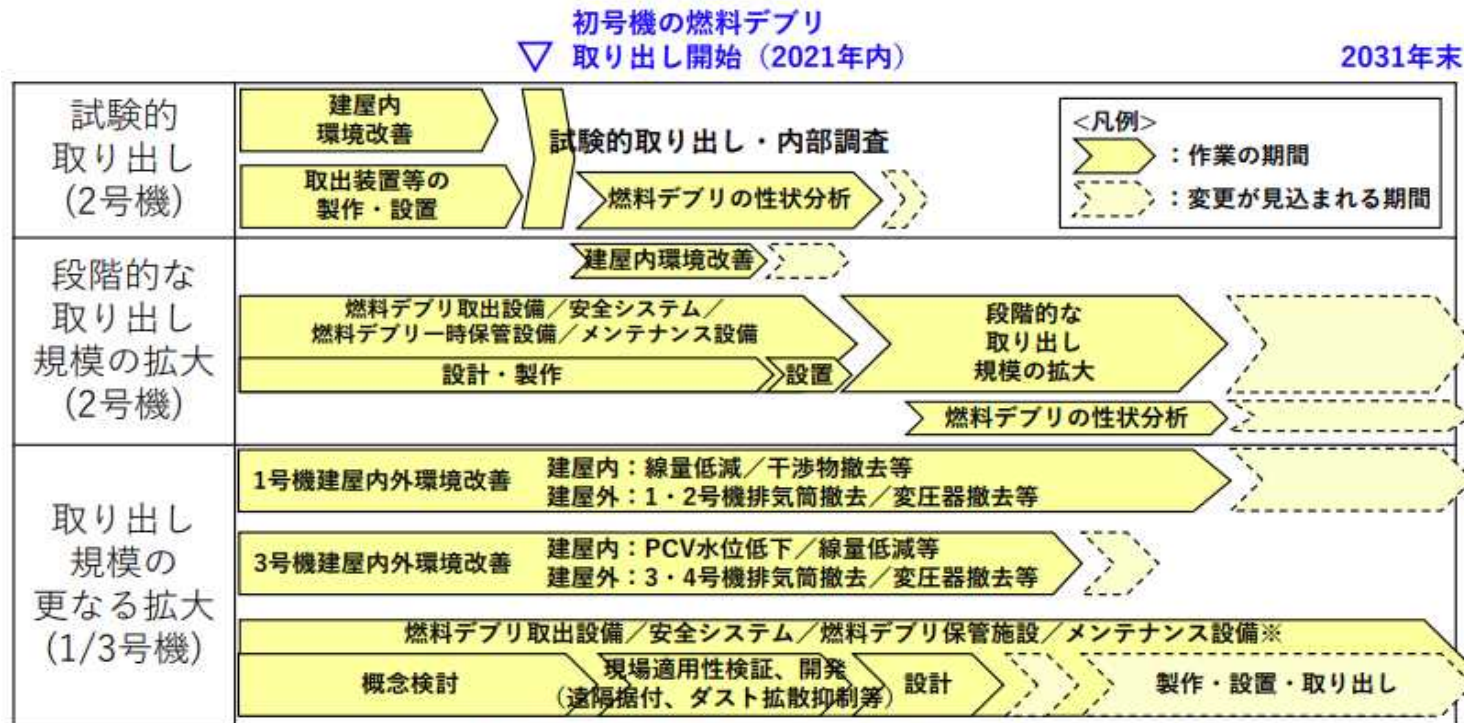 初号機の燃料デブリ
取り出し開始（2021年内）
2031年末
試験的
取り出し
(2号機)
建屋内
環境改善
取出装置等の
製作・設置
試験的取り出し・内部調査
燃料デブリの性状分析
<凡例>
：作業の期間
：変更が見込まれる期間
段階的な
取り出し
規模の拡大
(2号機)
建屋内環境改善
燃料デブリ取出設備／安全システム／
燃料デブリ一時保管設備／メンテナンス設備
設計・製作
設置
段階的な
取り出し
規模の拡大
燃料デブリの性状分析
取り出し
規模の
更なる拡大
(1/3号機)
1号機建屋内外環境改善
建屋内：線量低減／干渉物撤去等
建屋外：1・2号機排気筒撤去／変圧器撤去等
3号機建屋内外環境改善
建屋内：PCV水位低下／線量低減等
建屋外：3・4号機排気筒撤去／変圧器撤去等
燃料デブリ取出設備／安全システム／燃料デブリ保管施設／メンテナンス設備※
概念検討
現場適用性検証、開発
（遠隔据付、ダスト拡散抑制等）
設計
製作・設置・取り出し